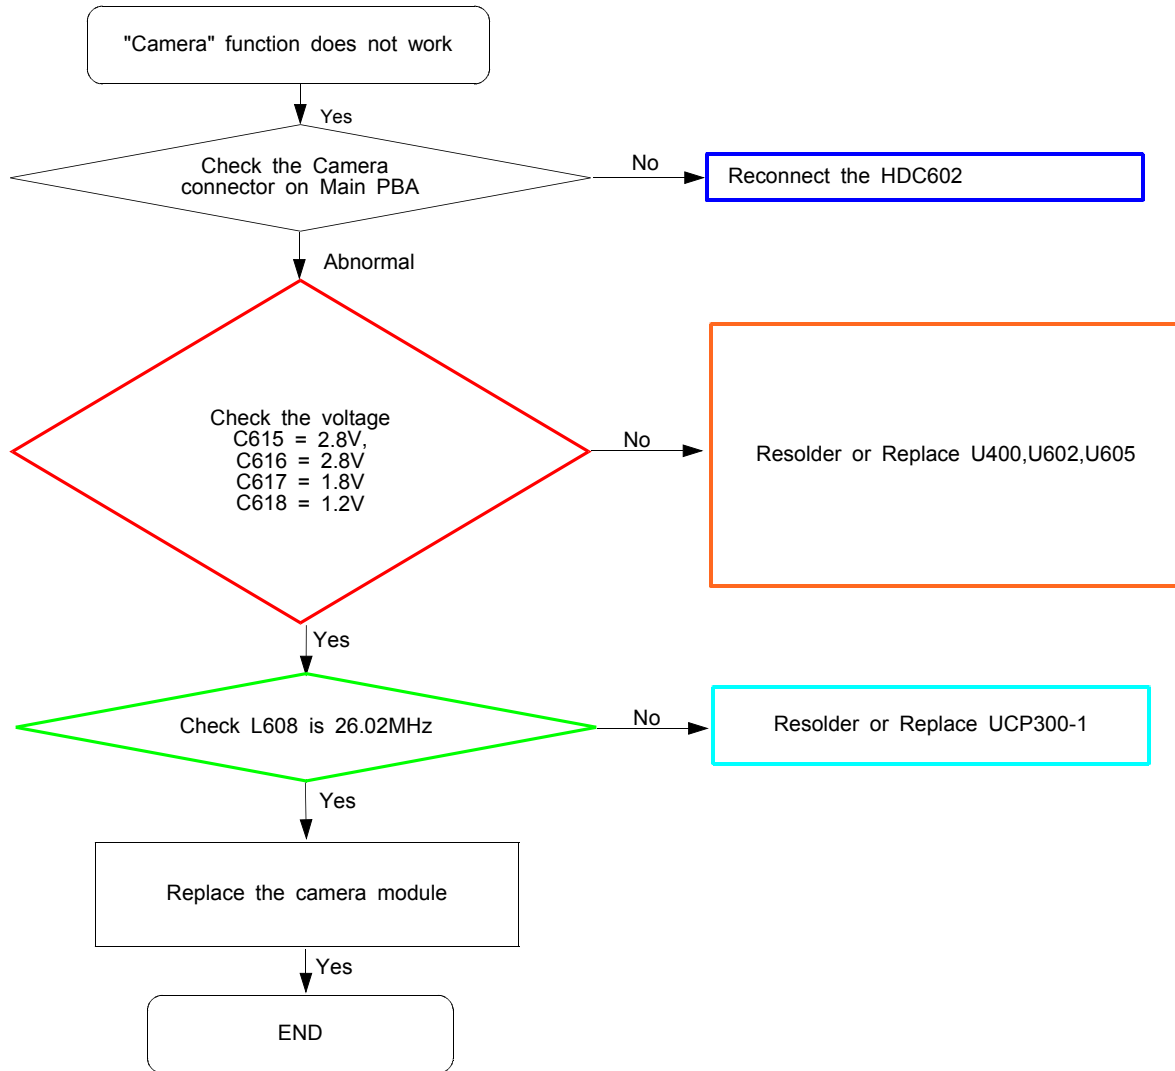 "Camera" function does not work
Yes
Check the Camera
connector on Main PBA
No
Reconnect the HDC602
Abnormal
Check the voltage
C615 = 2.8V,
C616 = 2.8V
C617 = 1.8V
C618 = 1.2V
No
Resolder or Replace U400,U602,U605
Yes
Check L608 is 26.02MHz
No
Resolder or Replace UCP300-1
Yes
Replace the camera module
Yes
END